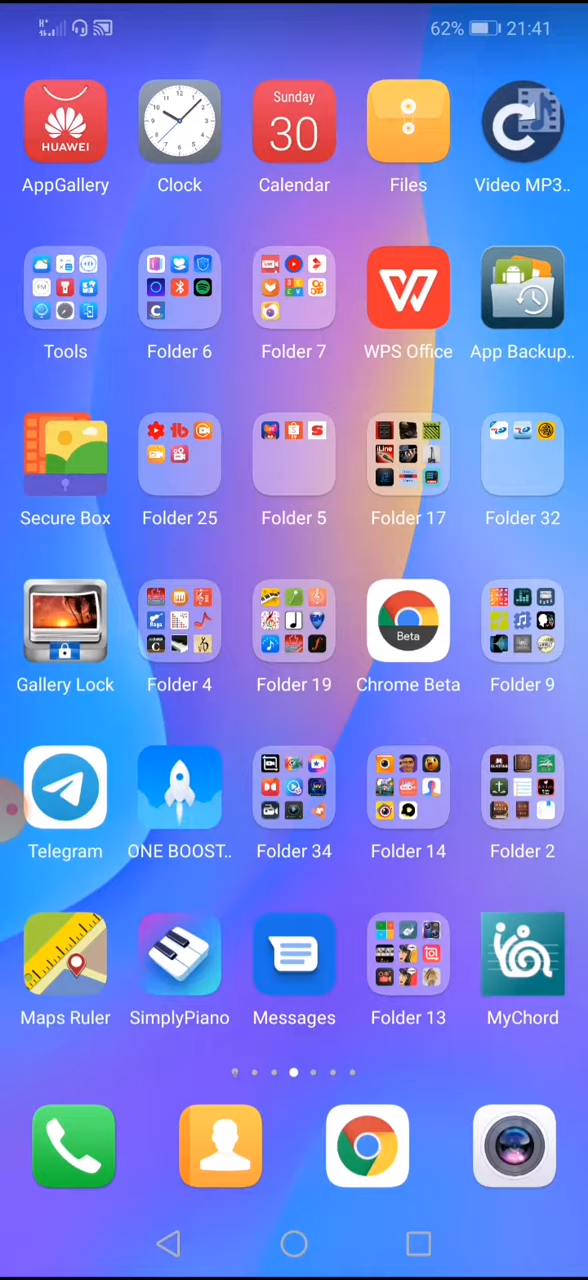 62% 21:41
HUAWEI
Sunday
30
AppGallery Clock Calendar Files Video MP3..
Tools Folder 6 Folder 7 WPS Office App Backup..
Secure Box Folder 25 Folder 5 Folder 17 Folder 32
Beta
Gallery Lock Folder 4 Folder 19 Chrome Beta Folder 9
Telegram ONE BOOST.. Folder 34 Folder 14 Folder 2
Maps Ruler SimplyPiano Messages Folder 13 MyChord